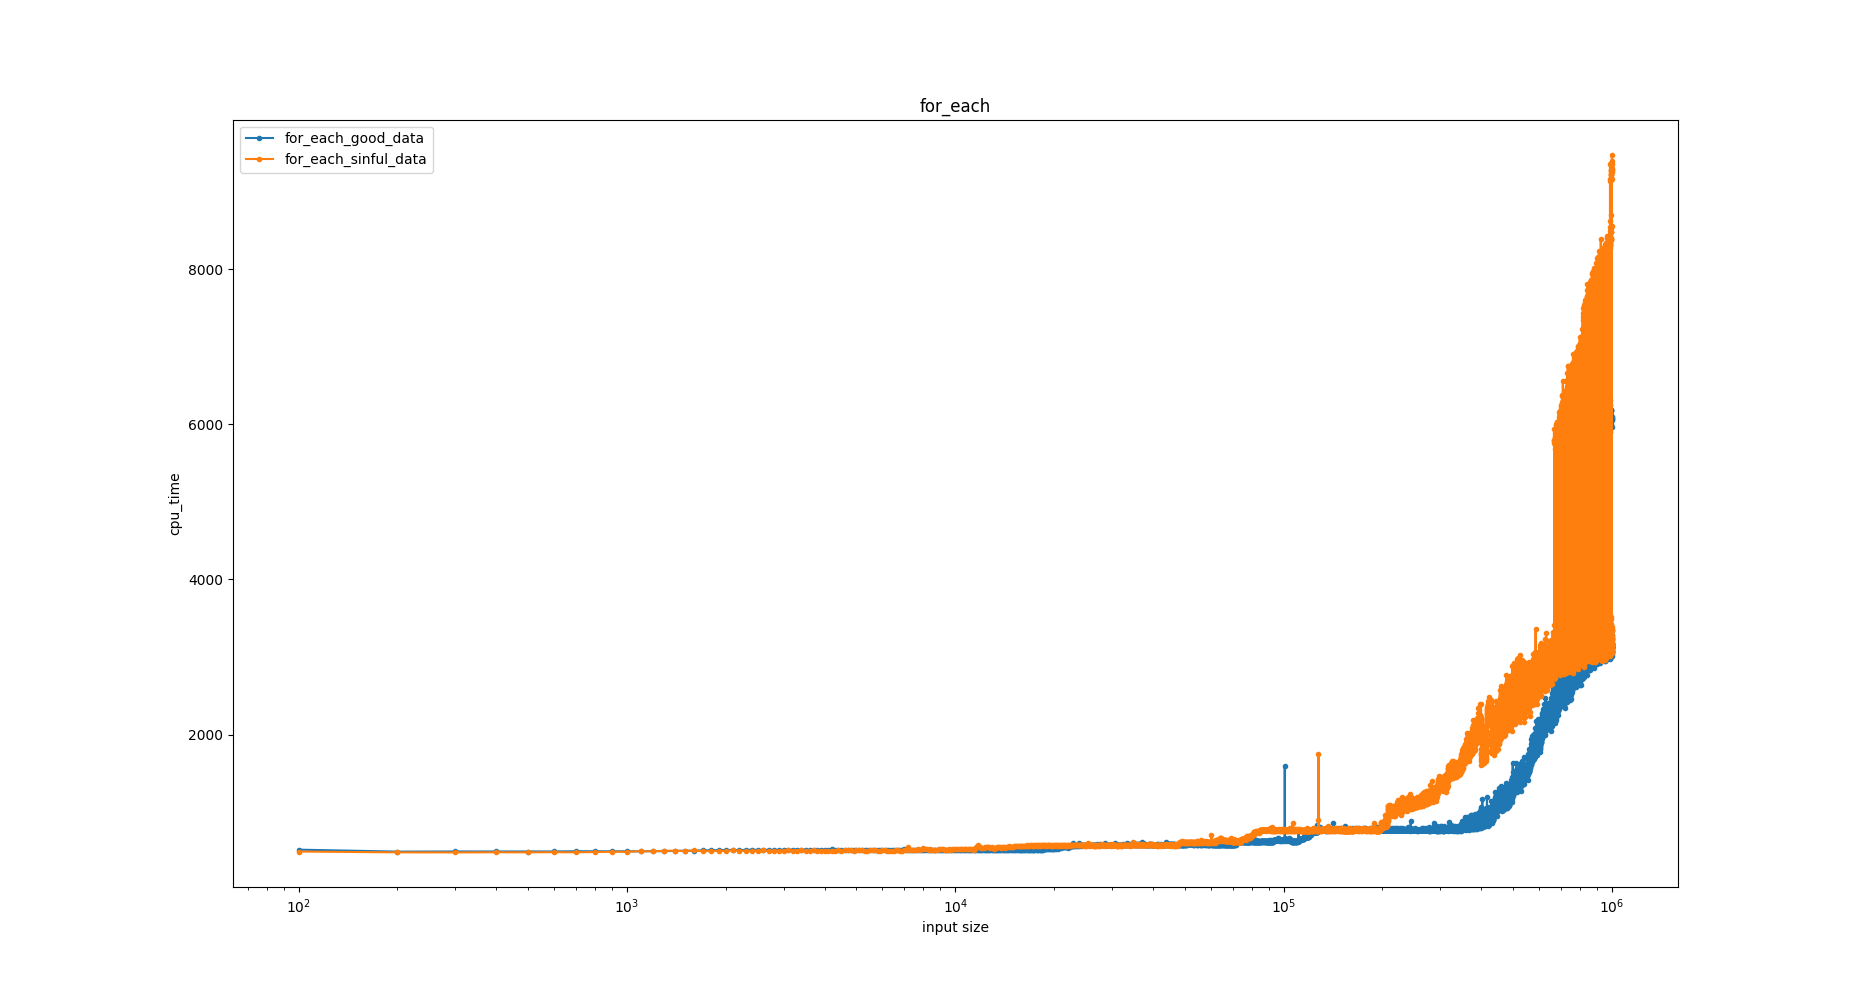 for_each
for_each_good_data
for_each_sinful_data
8000
6000
4000
2000
cpu_time
10²
10³
10⁴
10⁵
10⁶
input size